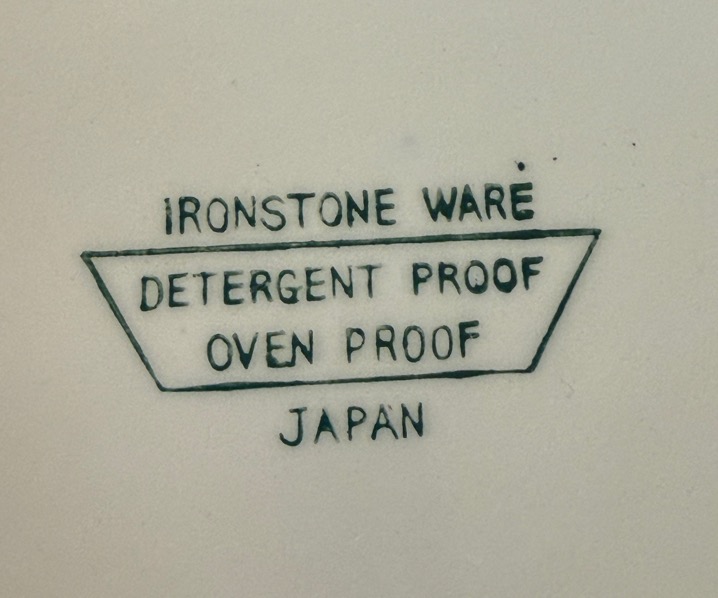 IRONSTONE WARE
DETERGENT PROOF
OVEN PROOF
JAPAN